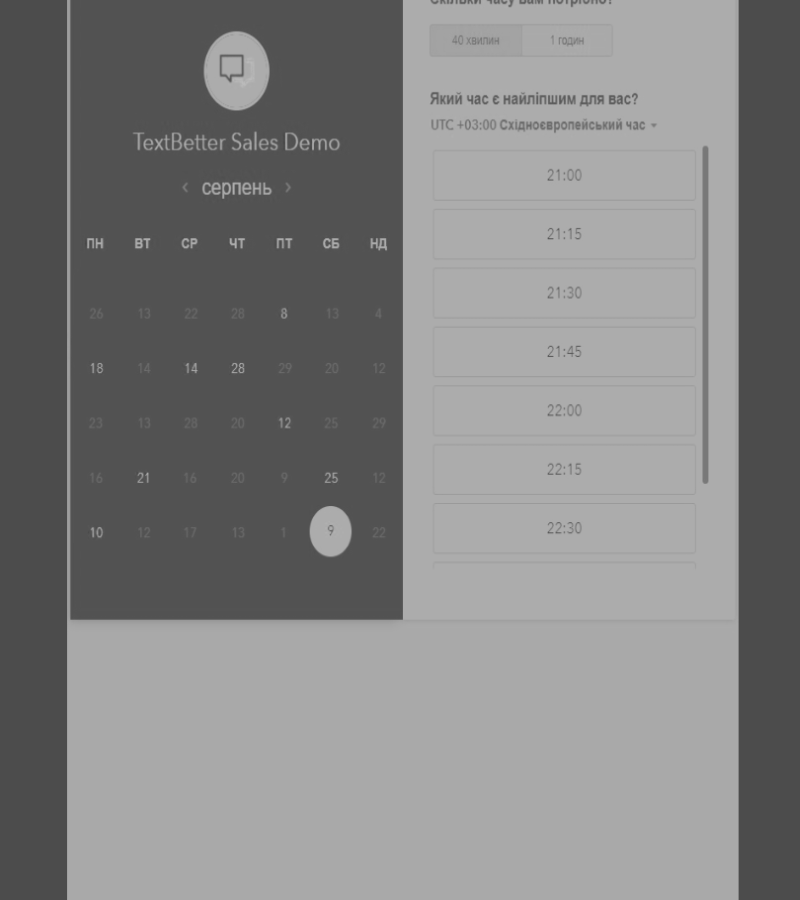 TextBetter Sales Demo
‹ серпень ›
ПН ВТ СР ЧТ ПТ СБ НД
26 13 22 28 8 13 4
18 14 14 28 29 20 12
23 13 28 20 12 25 29
16 21 16 20 9 25 12
10 12 17 13 1 9 22
Скільки часу вам потрібно?
40 хвилин 1 годин
Який час є найліпшим для вас?
UTC +03:00 Східноєвропейський час
21:00
21:15
21:30
21:45
22:00
22:15
22:30